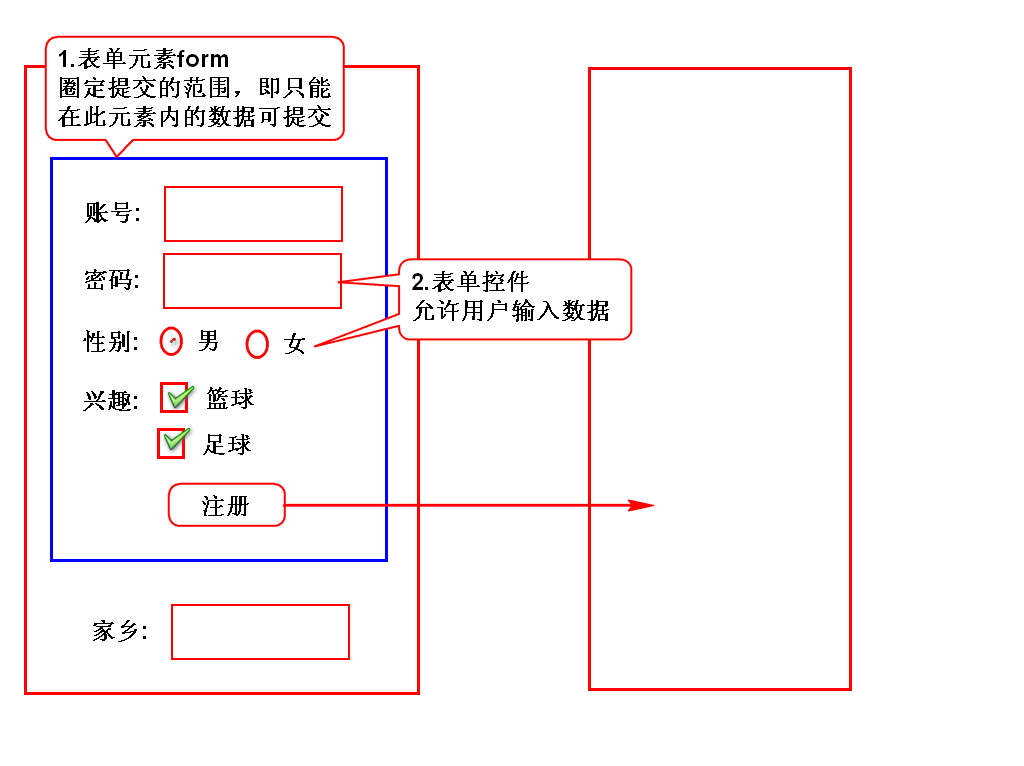 1.表单元素form
圈定提交的范围，即只能
在此元素内的数据可提交
账号:
密码:
2.表单控件
允许用户输入数据
性别: 男 女
兴趣: 篮球
足球
注册
家乡: